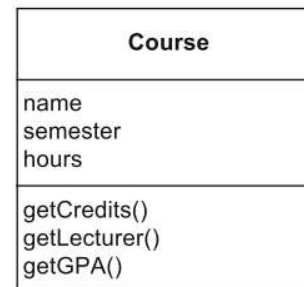 Course
name
semester
hours
getCredits()
getLecturer()
getGPA()